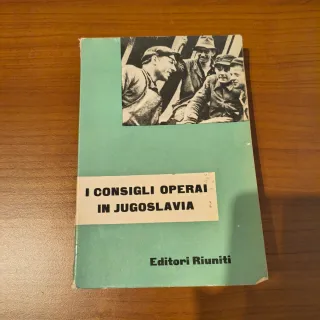 I CONSIGLI OPERAI
IN JUGOSLAVIA
Editori Riuniti